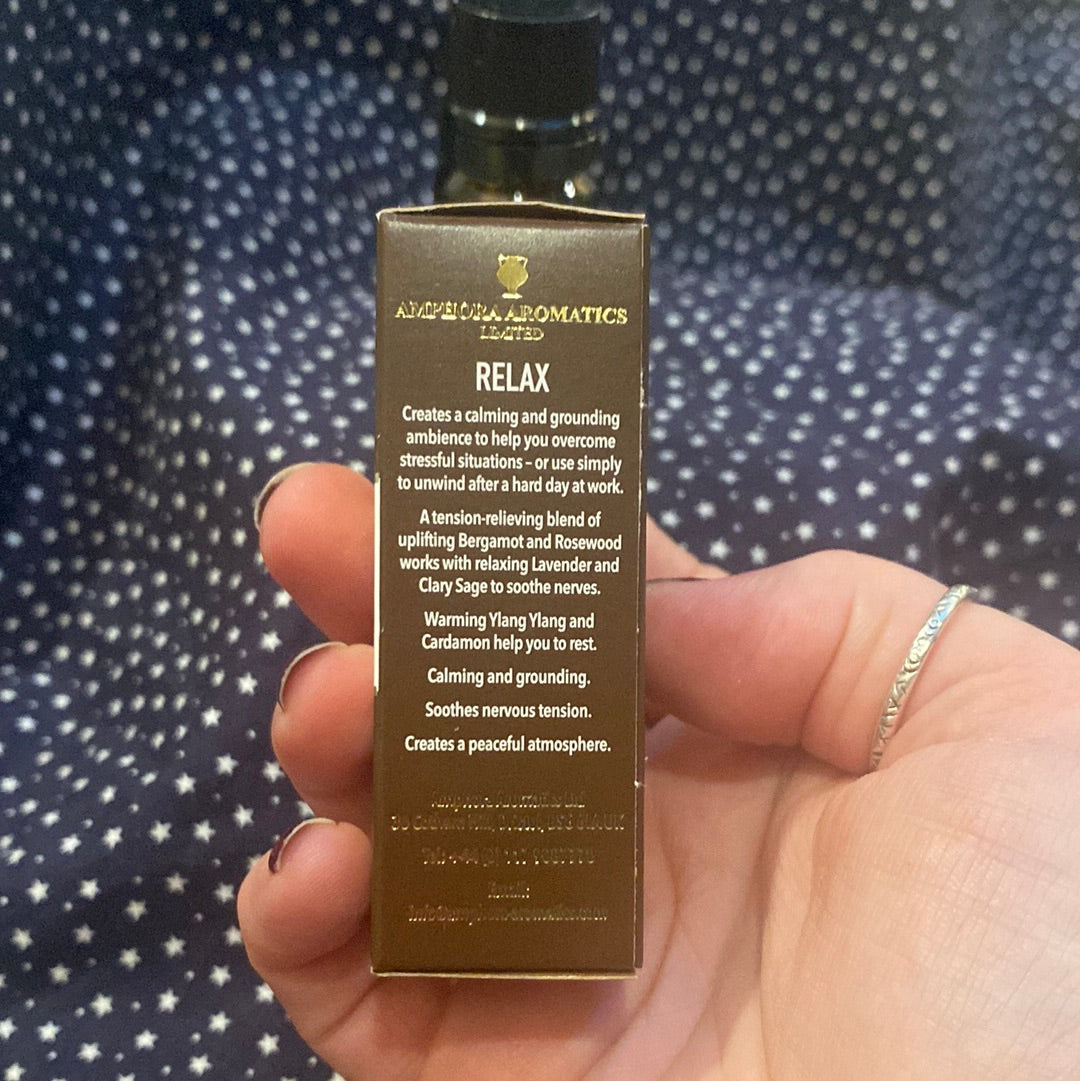 AMPHORA AROMATICS
LIMITED
RELAX
Creates a calming and grounding
ambience to help you overcome
stressful situations – or use simply
to unwind after a hard day at work.
A tension-relieving blend of
uplifting Bergamot and Rosewood
works with relaxing Lavender and
Clary Sage to soothe nerves.
Warming Ylang Ylang and
Cardamon help you to rest.
Calming and grounding.
Soothes nervous tension.
Creates a peaceful atmosphere.
Amphora Aromatics Ltd